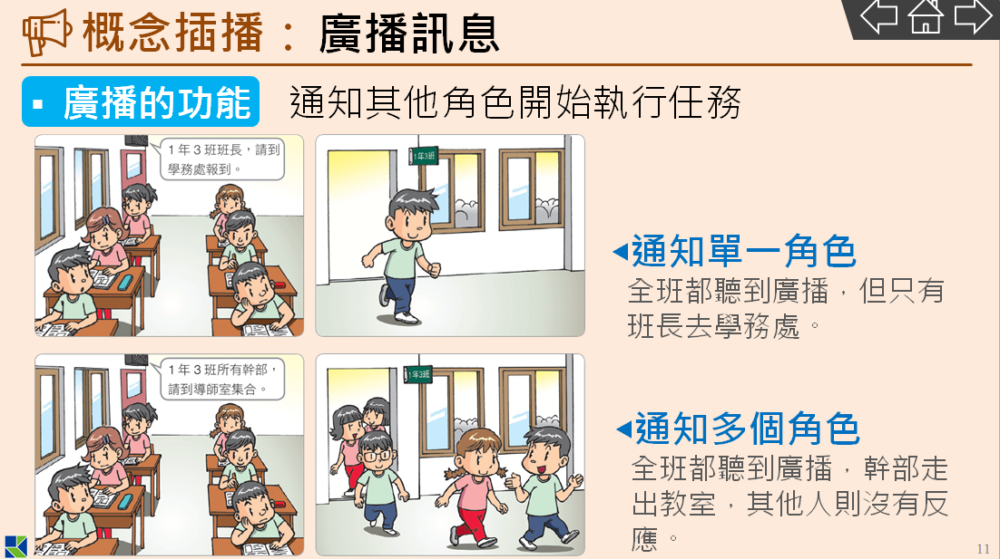 概念插播：廣播訊息
▪ 廣播的功能 通知其他角色開始執行任務
1年3班班長，請到
學務處報到。
1年3班
◀通知單一角色
全班都聽到廣播，但只有
班長去學務處。
1年3班所有幹部，
請到導師室集合。
1年3班
◀通知多個角色
全班都聽到廣播，幹部走
出教室，其他人則沒有反
應。
11